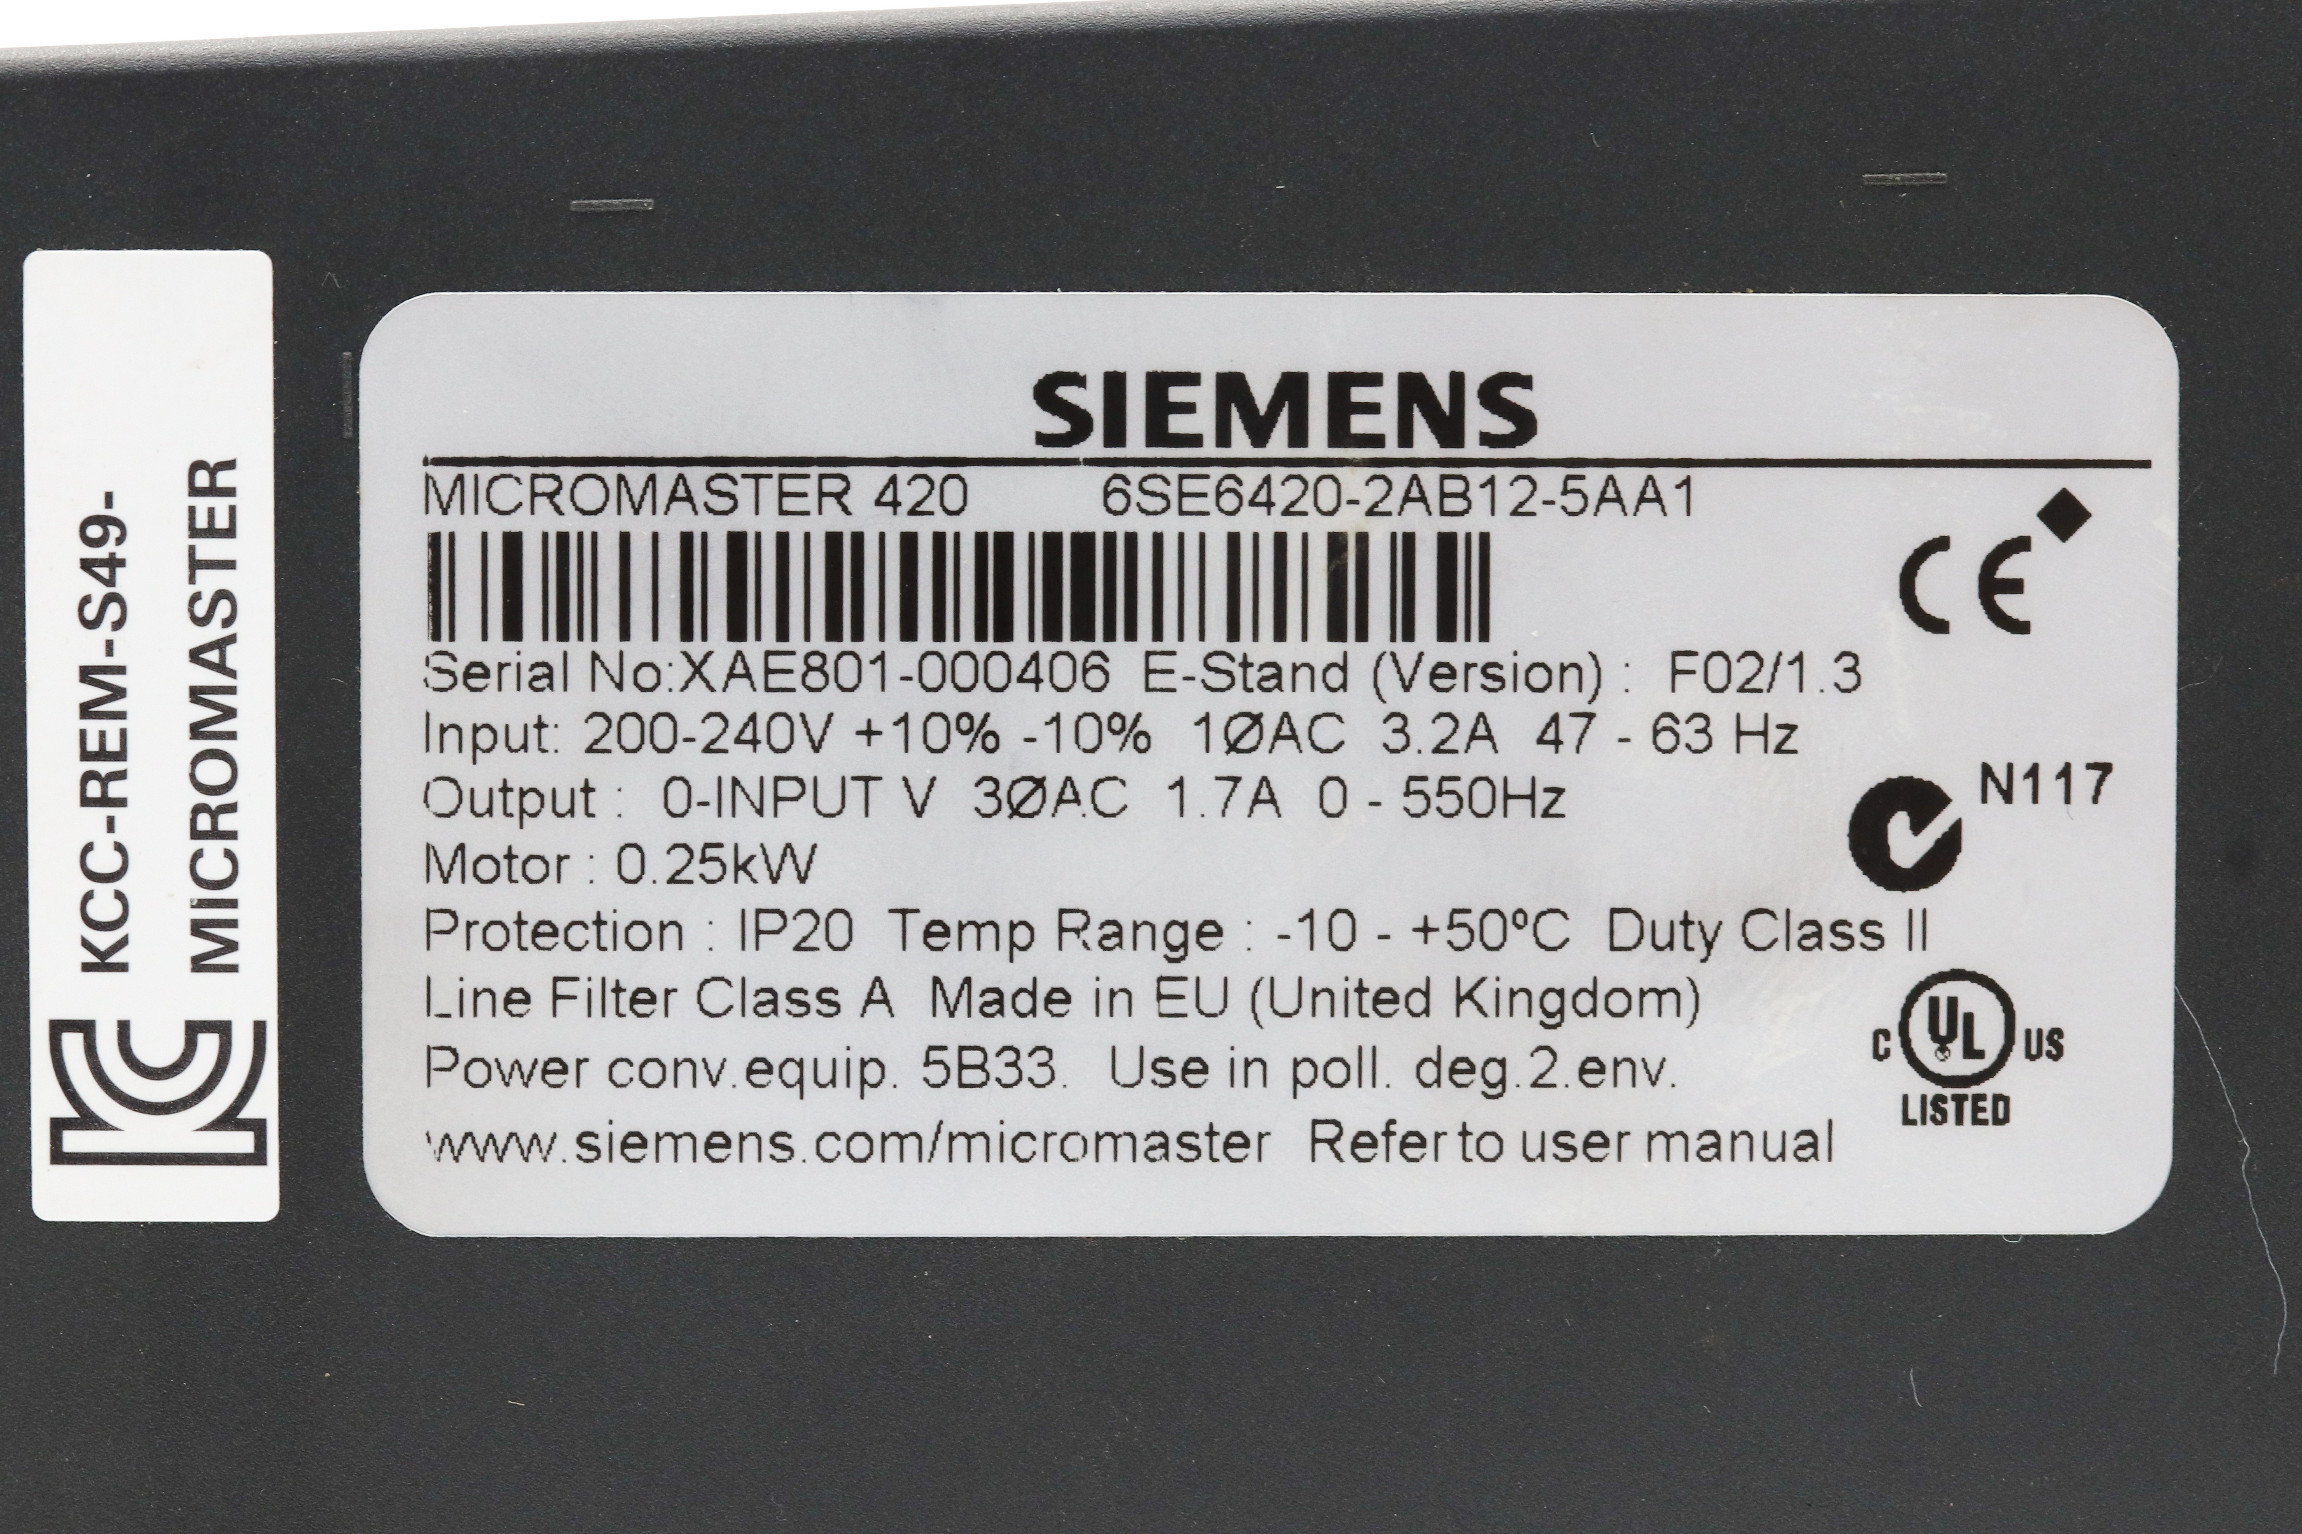 KCC-REM-S49-
MICROMASTER
SIEMENS
MICROMASTER 420 6SE6420-2AB12-5AA1
Serial No:XAE801-000406 E-Stand (Version) : F02/1.3
Input: 200-240V +10% -10% 1ØAC 3.2A 47 - 63 Hz
Output : 0-INPUT V 3ØAC 1.7A 0 - 550Hz
N117
Motor : 0.25kW
Protection : IP20 Temp Range : -10 - +50ºC Duty Class II
Line Filter Class A Made in EU (United Kingdom)
Power conv.equip. 5B33. Use in poll. deg.2.env.
www.siemens.com/micromaster Refer to user manual
CE
C UL US
LISTED